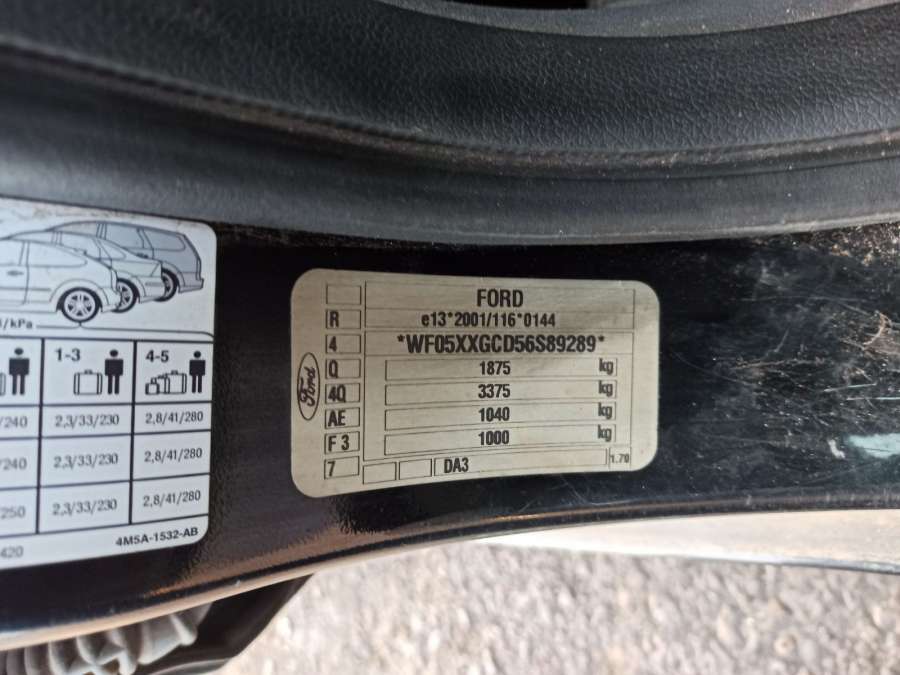 /kPa
1-3
4-5
/240
2,3/33/230
2,8/41/280
/240
2,3/33/230
2,8/41/280
/250
2,3/33/230
2,8/41/280
420
4M5A-1532-AB
Ford
FORD
R
e13*2001/116*0144
4
*WF05XXGCD56S89289*
Q
1875
kg
4Q
3375
kg
AE
1040
kg
F 3
1000
kg
7
DA3
1.70